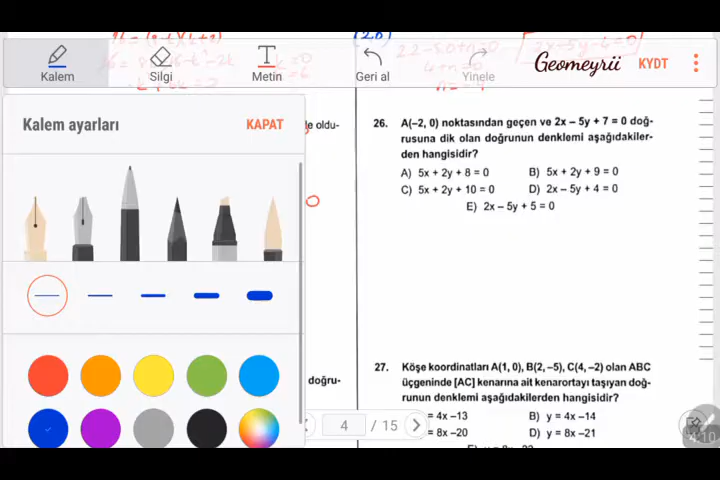 Kalem
Silgi
Metin
Geri al
Yinele
Geomeyrii
KYDT
Kalem ayarları
KAPAT
le oldu-
0
26. A(–2, 0) noktasından geçen ve 2x – 5y + 7 = 0 doğ-
rusuna dik olan doğrunun denklemi aşağıdakiler-
den hangisidir?
A) 5x + 2y + 8 = 0 B) 5x + 2y + 9 = 0
C) 5x + 2y + 10 = 0 D) 2x – 5y + 4 = 0
E) 2x – 5y + 5 = 0
doğru-
27. Köşe koordinatları A(1, 0), B(2, –5), C(4, –2) olan ABC
üçgeninde [AC] kenarına ait kenarortayı taşıyan doğ-
runun denklemi aşağıdakilerden hangisidir?
= 4x –13 B) y = 4x –14
= 8x –20 D) y = 8x –21
4 / 15
4/10